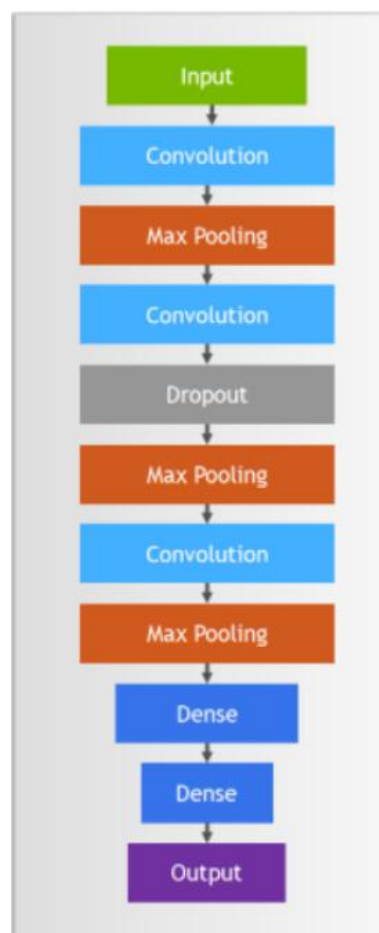 Input
Convolution
Max Pooling
Convolution
Dropout
Max Pooling
Convolution
Max Pooling
Dense
Dense
Output